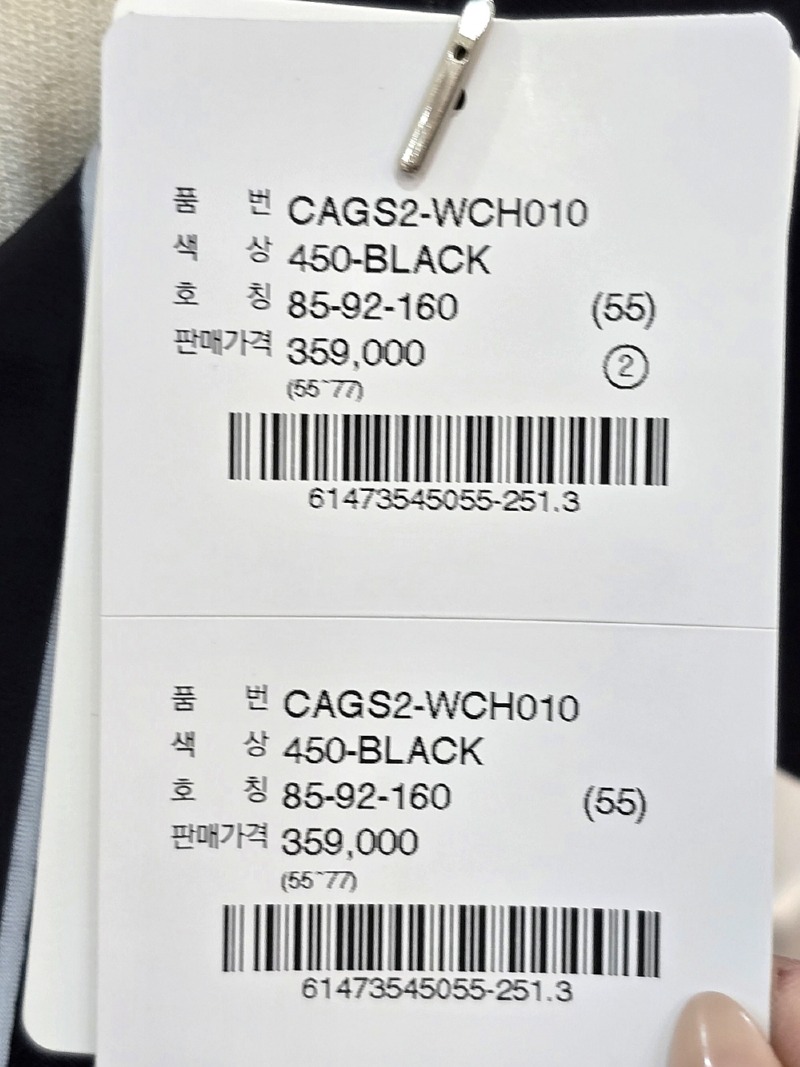 품 번 CAGS2-WCH010
색 상 450-BLACK
호 칭 85-92-160 (55)
판매가격 359,000 ②
(55~77)
61473545055-251.3
품 번 CAGS2-WCH010
색 상 450-BLACK
호 칭 85-92-160 (55)
판매가격 359,000
(55~77)
61473545055-251.3